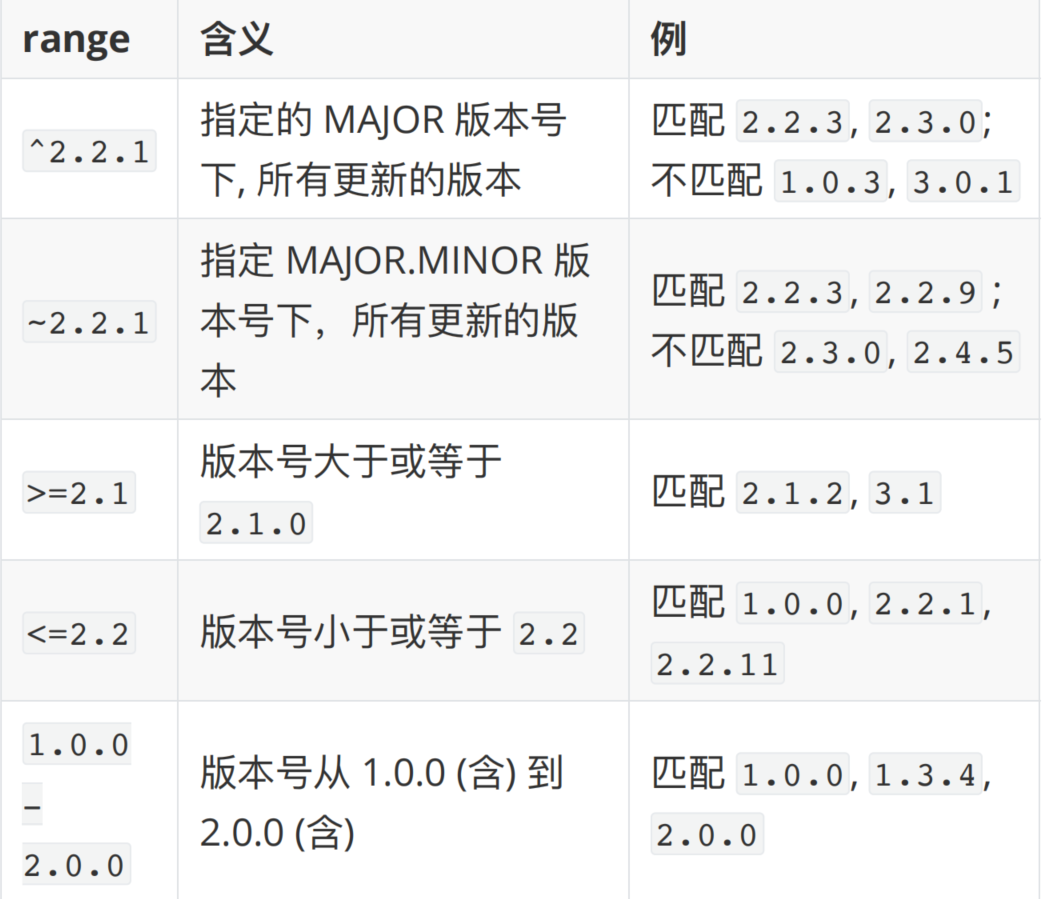 range 含义 例
^2.2.1
指定的 MAJOR 版本号
下, 所有更新的版本
匹配 2.2.3, 2.3.0;
不匹配 1.0.3, 3.0.1
~2.2.1
指定 MAJOR.MINOR 版
本号下，所有更新的版
本
匹配 2.2.3, 2.2.9 ;
不匹配 2.3.0, 2.4.5
>=2.1
版本号大于或等于
2.1.0
匹配 2.1.2, 3.1
<=2.2
版本号小于或等于 2.2
匹配 1.0.0, 2.2.1,
2.2.11
1.0.0
-
2.0.0
版本号从 1.0.0 (含) 到
2.0.0 (含)
匹配 1.0.0, 1.3.4,
2.0.0